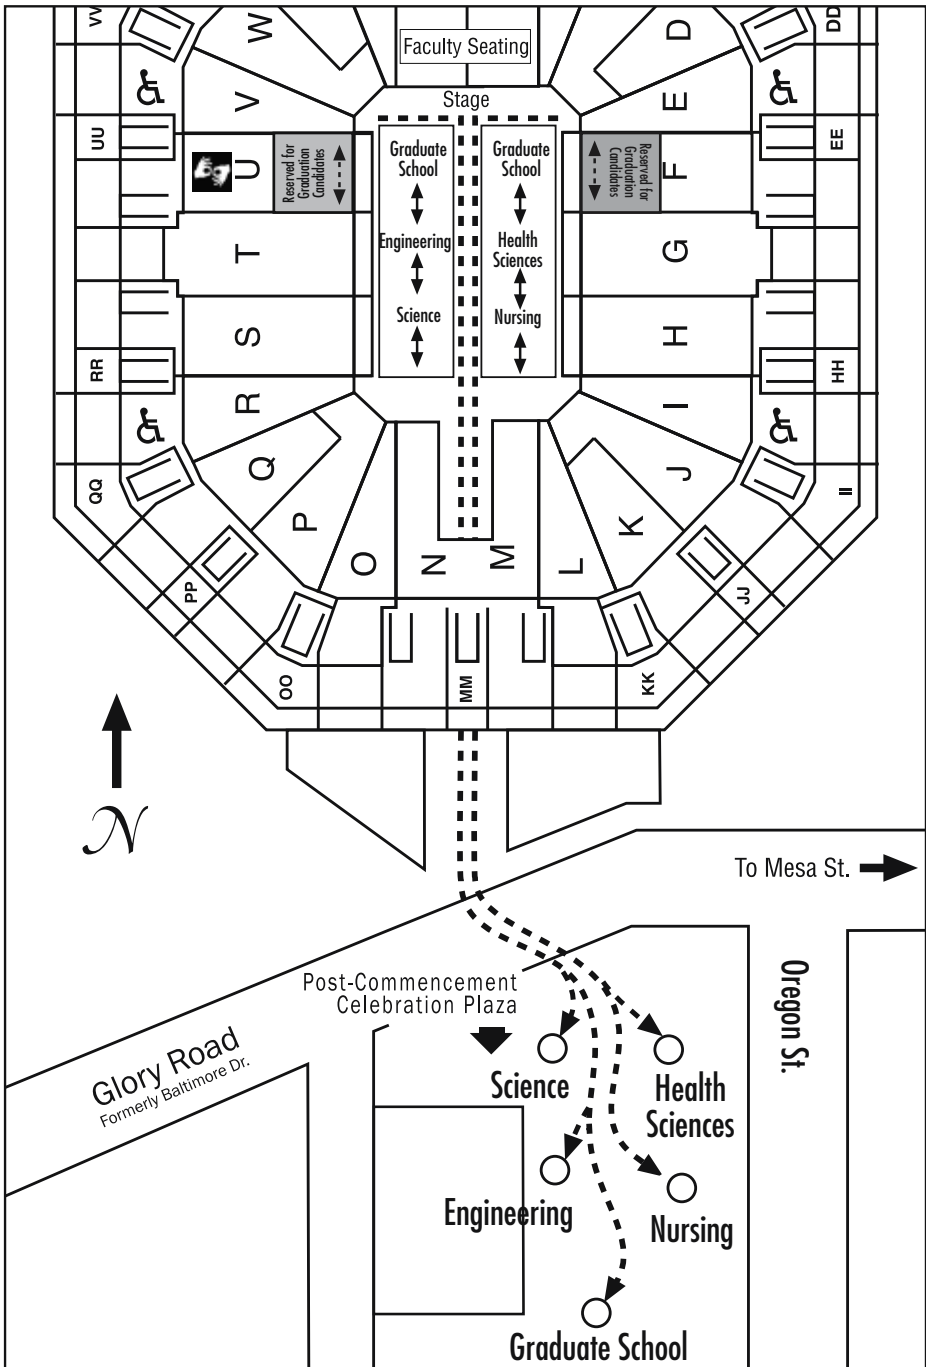 VV
W
Faculty Seating
D
DD
Stage
V
E
UU
EE
U
Reserved for
Graduation
Candidates
Graduate
School
Graduate
School
Reserved for
Graduation
Candidates
F
T
Engineering
Health
Sciences
G
S
Science
Nursing
H
RR
HH
R
I
QQ
Q
J
II
P
K
O
N
M
L
PP
JJ
OO
MM
KK
N
To Mesa St.
Oregon St.
Post-Commencement
Celebration Plaza
Glory Road
Formerly Baltimore Dr.
Science
Health
Sciences
Engineering
Nursing
Graduate School